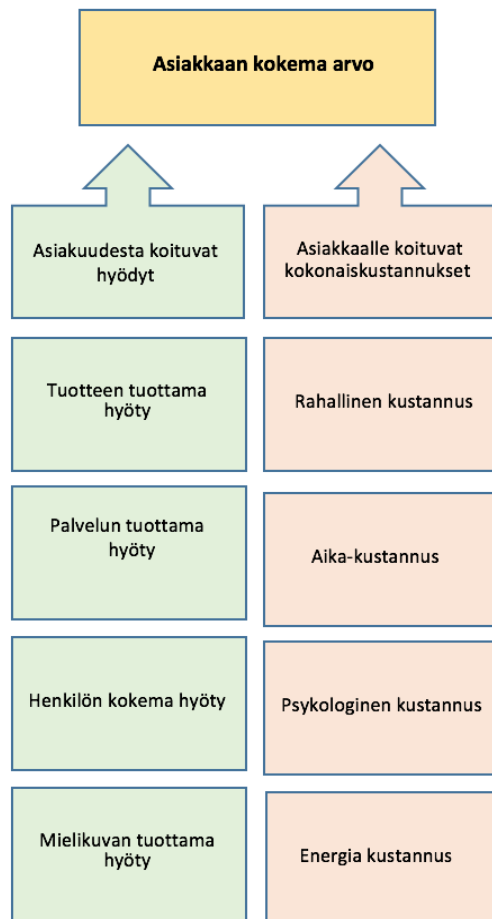 Asiakkaan kokema arvo
Asiakuudesta koituvat
hyödyt
Asiakkaalle koituvat
kokonaiskustannukset
Tuotteen tuottama
hyöty
Rahallinen kustannus
Palvelun tuottama
hyöty
Aika-kustannus
Henkilön kokema hyöty
Psykologinen kustannus
Mielikuvan tuottama
hyöty
Energia kustannus